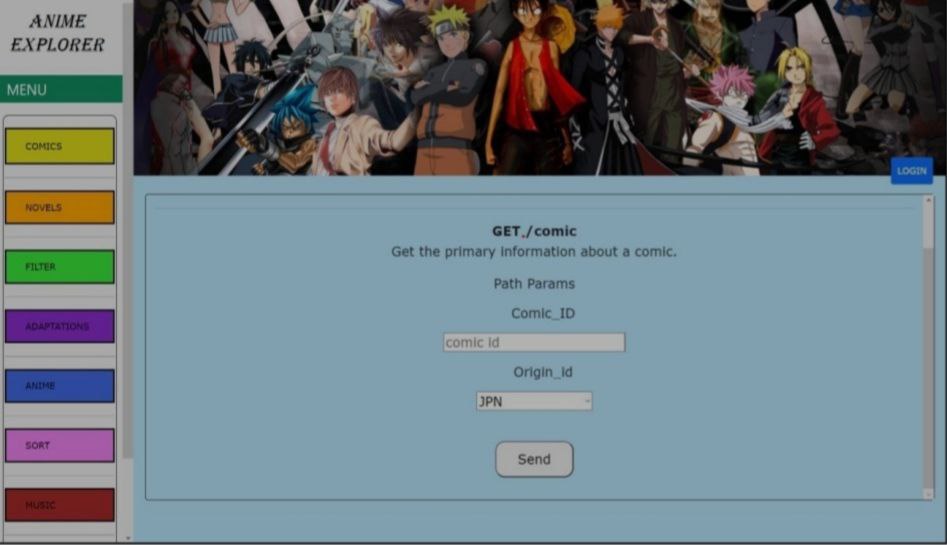 ANIME
EXPLORER
MENU
COMICS
NOVELS
FILTER
ADAPTATIONS
ANIME
SORT
MUSIC
LOGIN
GET /comic
Get the primary information about a comic.
Path Params
Comic_ID
comic id
Origin_id
JPN
Send